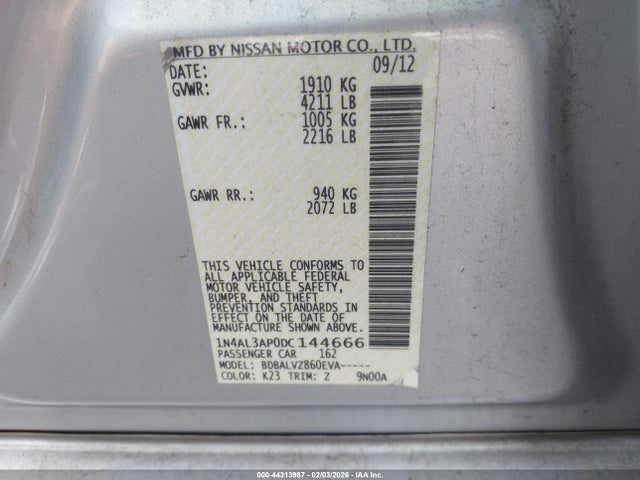 MFD BY NISSAN MOTOR CO., LTD.
DATE: 09/12
GVWR: 1910 KG
4211 LB
GAWR FR.: 1005 KG
2216 LB
GAWR RR.: 940 KG
2072 LB
THIS VEHICLE CONFORMS TO
ALL APPLICABLE FEDERAL
MOTOR VEHICLE SAFETY,
BUMPER, AND THEFT
PREVENTION STANDARDS IN
EFFECT ON THE DATE OF
MANUFACTURE SHOWN ABOVE.
1N4AL3AP0DC144666
PASSENGER CAR 162
MODEL: BDBALVZ860EVA-----
COLOR: K23 TRIM: Z 9N00A
000-44313987 - 02/03/2026 - IAA Inc.